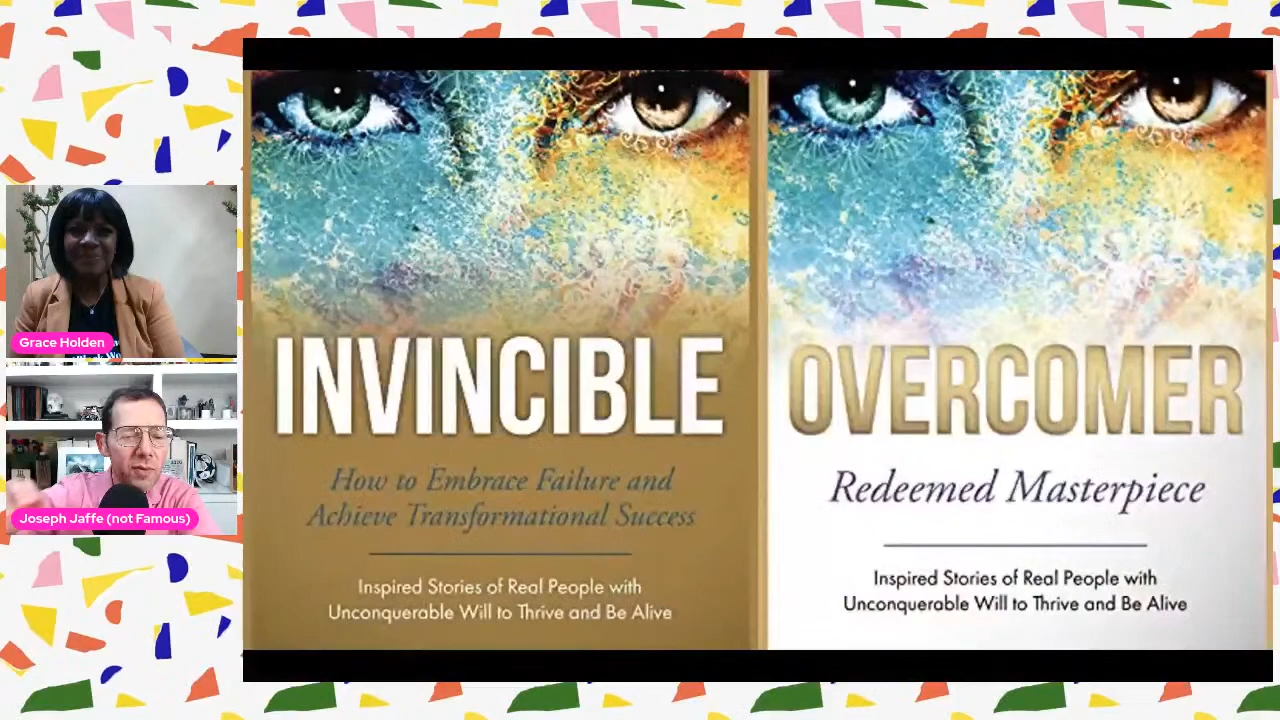 Grace Holden
Joseph Jaffe (not Famous)
INVINCIBLE
How to Embrace Failure and
Achieve Transformational Success
Inspired Stories of Real People with
Unconquerable Will to Thrive and Be Alive
OVERCOMER
Redeemed Masterpiece
Inspired Stories of Real People with
Unconquerable Will to Thrive and Be Alive